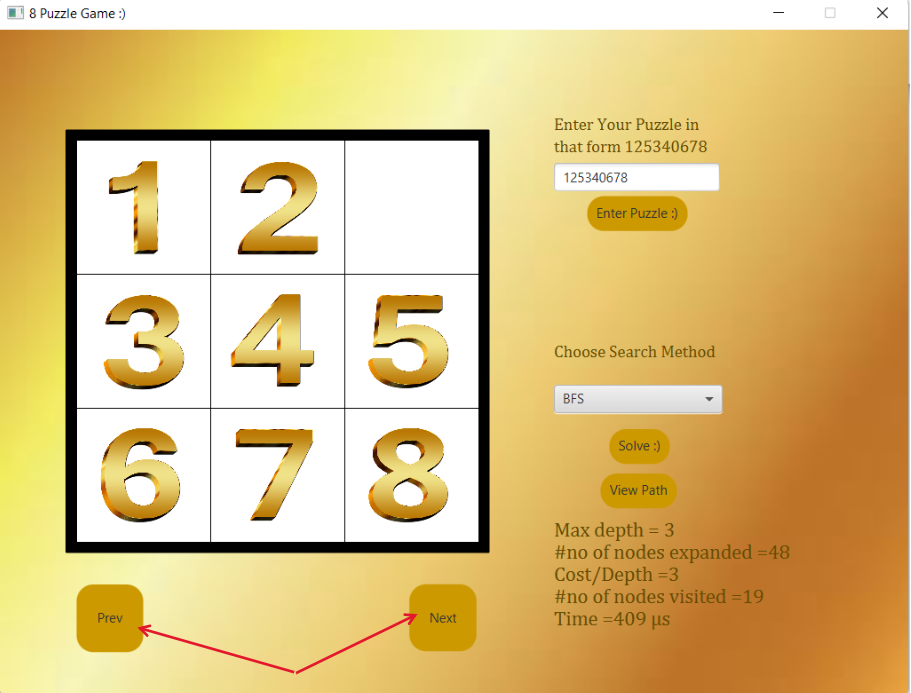 8 Puzzle Game :)
1 2
3 4 5
6 7 8
Prev
Next
Enter Your Puzzle in
that form 125340678
125340678
Enter Puzzle :)
Choose Search Method
BFS
Solve :)
View Path
Max depth = 3
#no of nodes expanded =48
Cost/Depth =3
#no of nodes visited =19
Time =409 µs